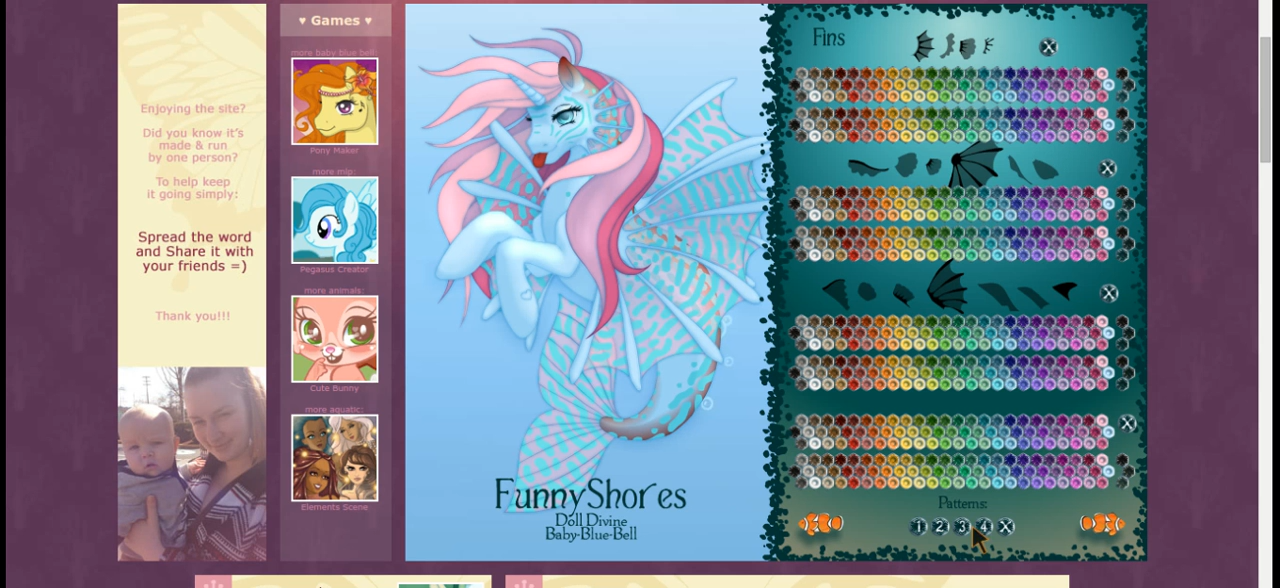 Enjoying the site?
Did you know it's
made & run
by one person?
To help keep
it going simply:
Spread the word
and Share it with
your friends =)
Thank you!!!
♥ Games ♥
more baby blue bell:
Pony Maker
more mlp:
Pegasus Creator
more animals:
Cute Bunny
more aquatic:
Elements Scene
FunnyShores
Doll Divine
Baby-Blue-Bell
Fins
X
X
X
X
Patterns:
1 2 3 4 X